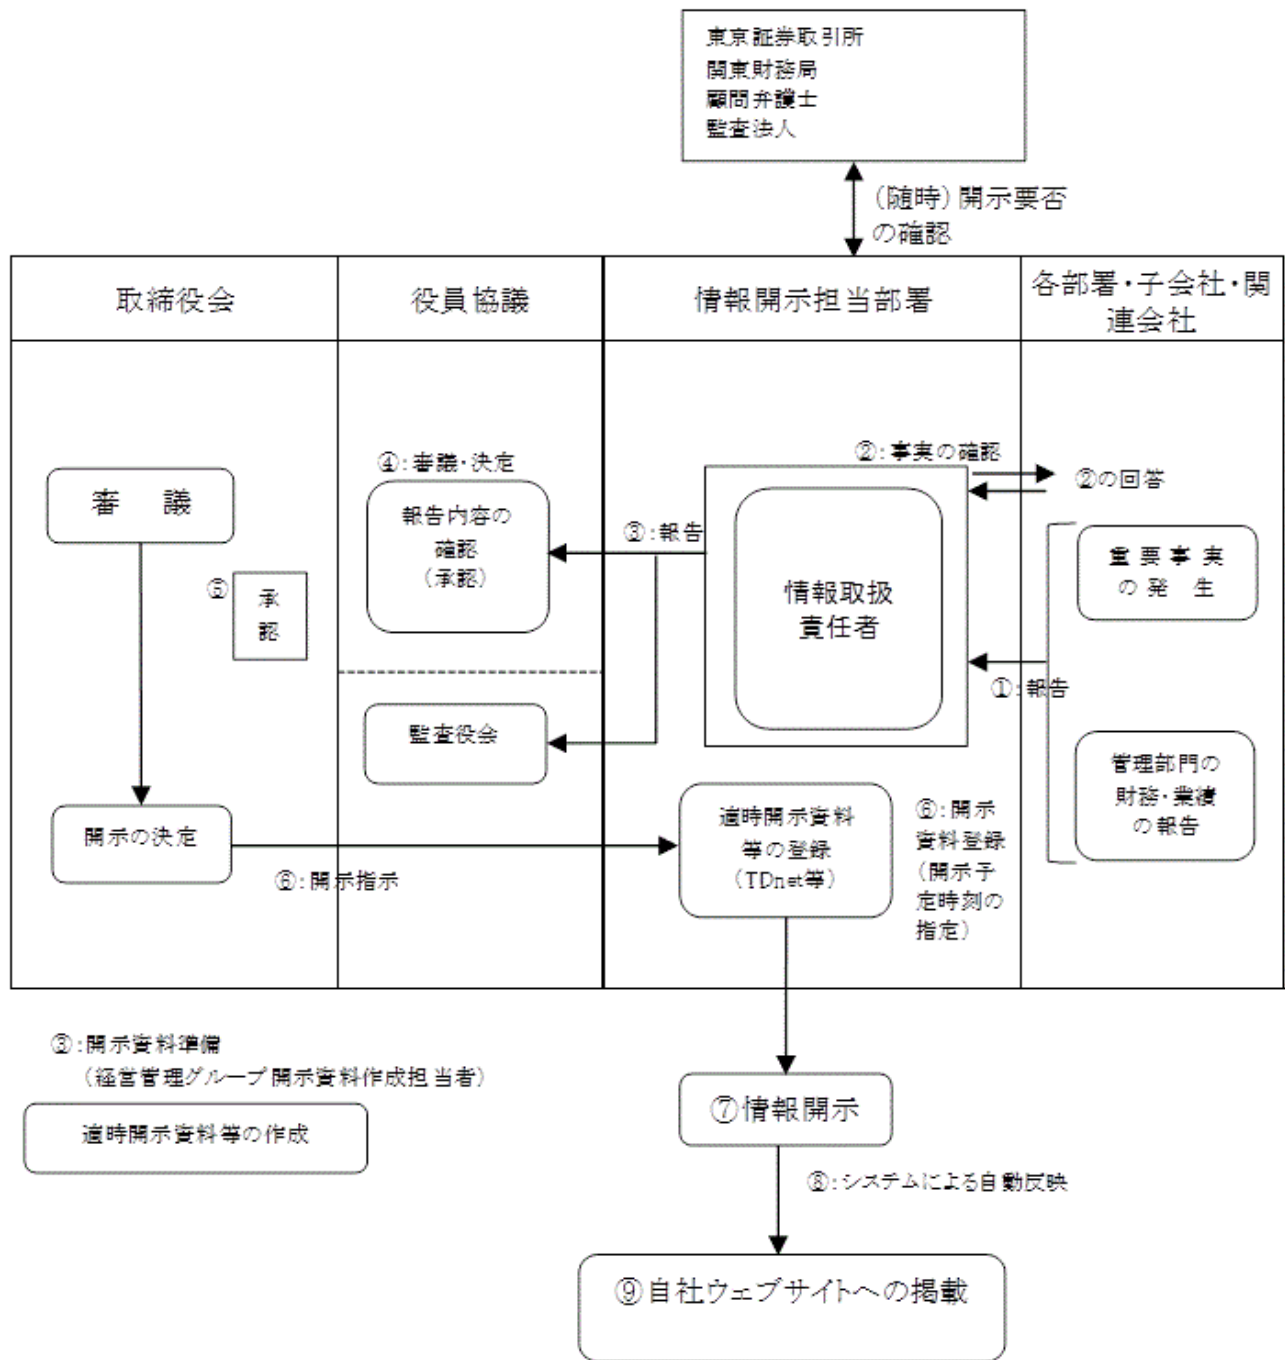 東京証券取引所
関東財務局
顧問弁護士
監査法人
(随時)開示要否
の確認
取締役会
役員協議
情報開示担当部署
各部署・子会社・関
連会社
審 議
⑤
承
認
開示の決定
⑥:開示指示
④:審議・決定
報告内容の
確認
(承認)
監査役会
③:報告
②:事実の確認
②の回答
情報取扱
責任者
①:報告
重要事実
の発 生
管理部門の
財務・業績
の報告
適時開示資料
等の登録
(TDnet等)
⑥:開示
資料登録
(開示予
定時刻の
指定)
③:開示資料準備
(経営管理グループ開示資料作成担当者)
適時開示資料等の作成
⑦情報開示
⑧:システムによる自動反映
⑨自社ウェブサイトへの掲載